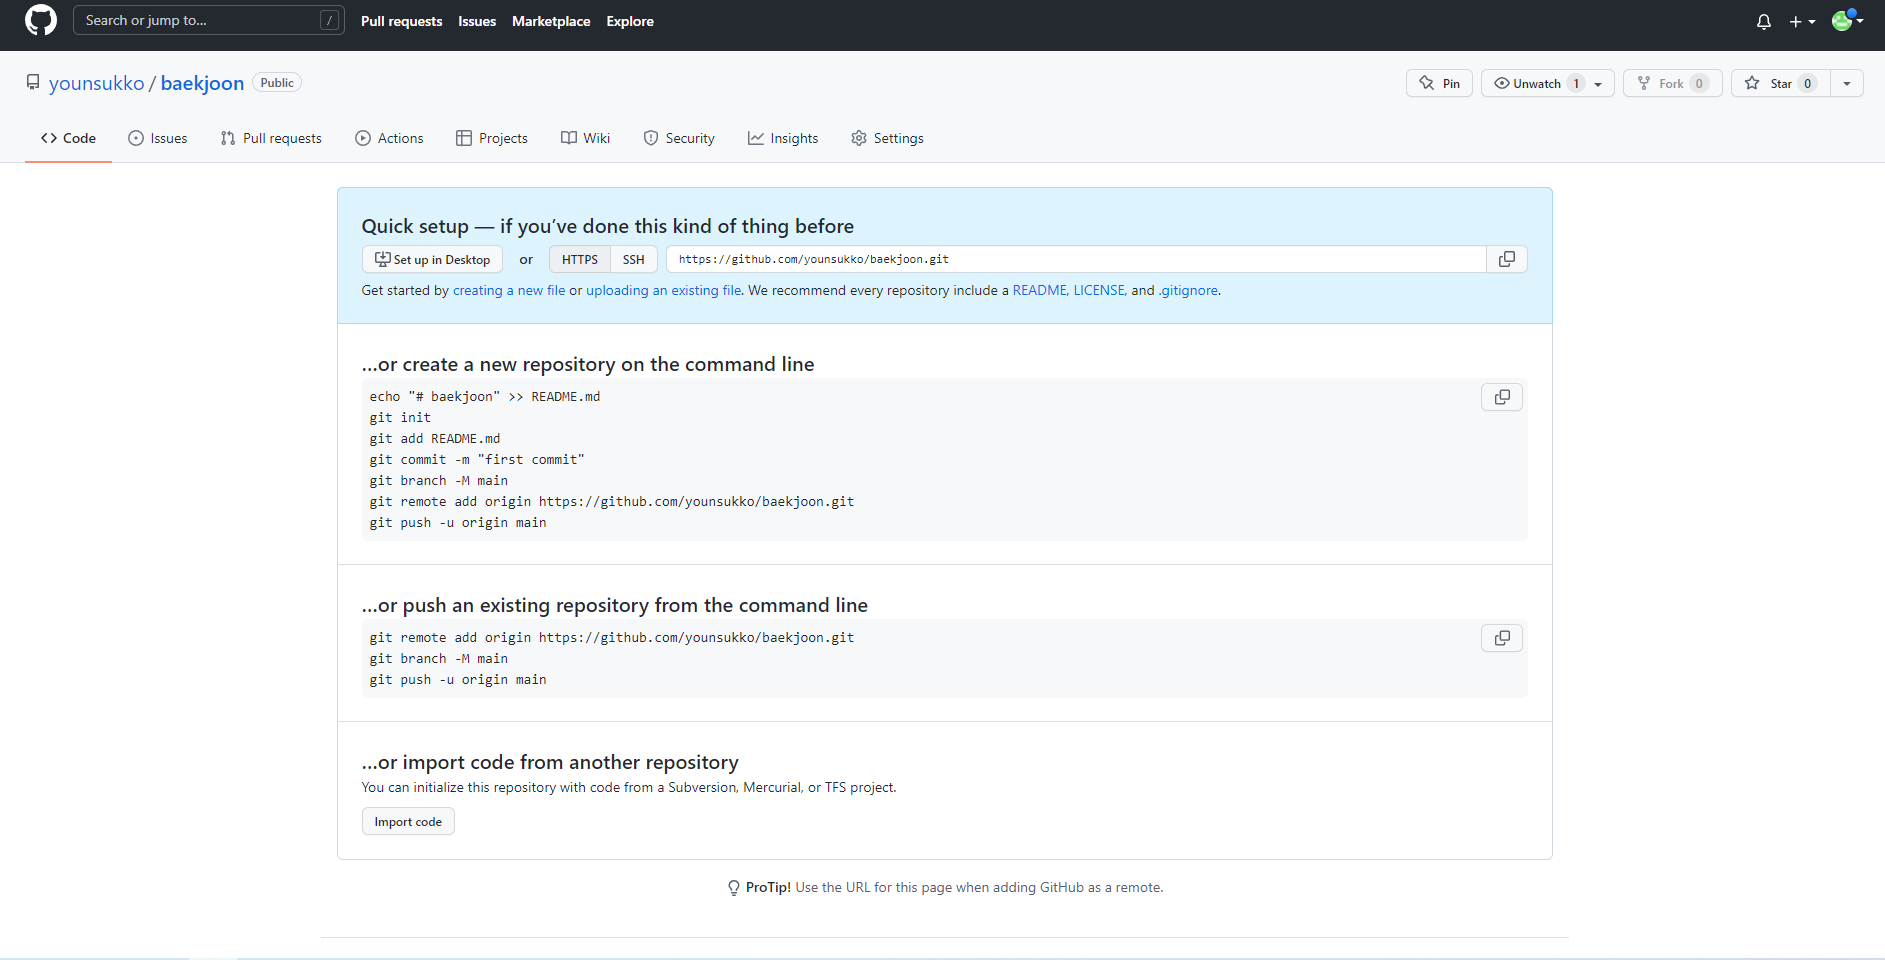 Search or jump to... /
Pull requests Issues Marketplace Explore
younsukko / baekjoon Public
Pin Unwatch 1 Fork 0 Star 0
Code Issues Pull requests Actions Projects Wiki Security Insights Settings
Quick setup — if you’ve done this kind of thing before
Set up in Desktop or HTTPS SSH https://github.com/younsukko/baekjoon.git
Get started by creating a new file or uploading an existing file. We recommend every repository include a README, LICENSE, and .gitignore.
…or create a new repository on the command line
echo "# baekjoon" >> README.md
git init
git add README.md
git commit -m "first commit"
git branch -M main
git remote add origin https://github.com/younsukko/baekjoon.git
git push -u origin main
…or push an existing repository from the command line
git remote add origin https://github.com/younsukko/baekjoon.git
git branch -M main
git push -u origin main
…or import code from another repository
You can initialize this repository with code from a Subversion, Mercurial, or TFS project.
Import code
ProTip! Use the URL for this page when adding GitHub as a remote.